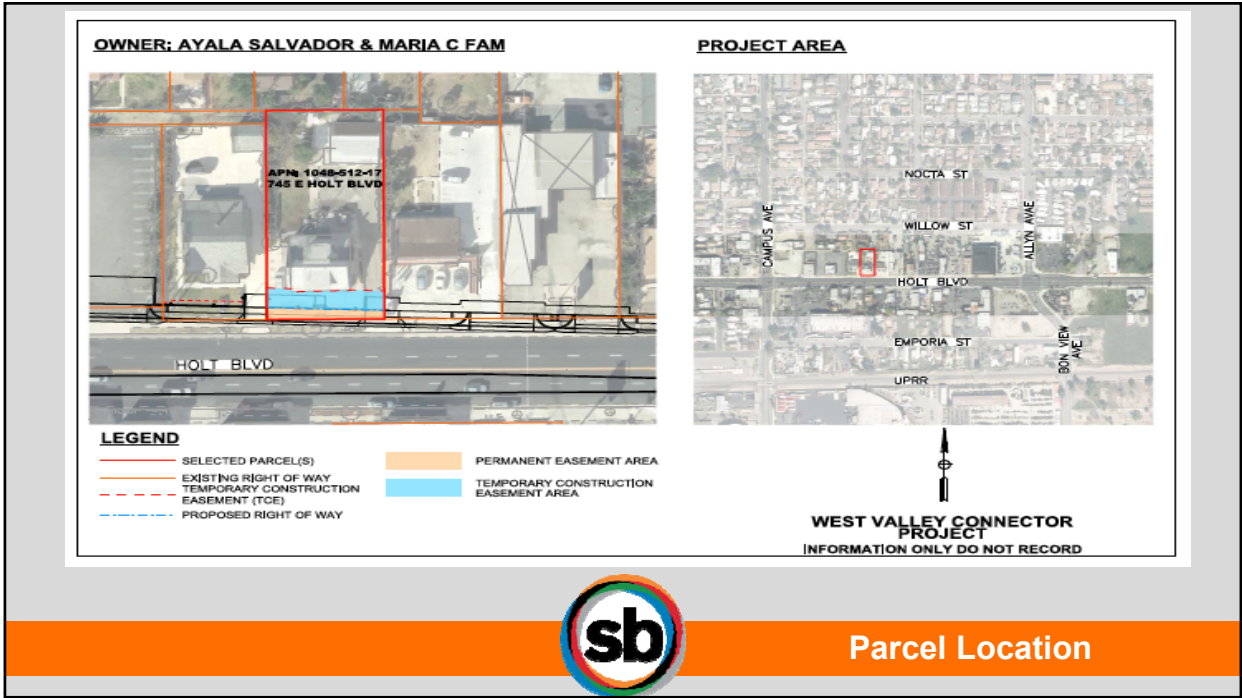 OWNER: AYALA SALVADOR & MARIA C FAM
APN: 1048-512-17
745 E HOLT BLVD
HOLT BLVD
LEGEND
SELECTED PARCEL(S)
EXISTING RIGHT OF WAY
TEMPORARY CONSTRUCTION
EASEMENT (TCE)
PROPOSED RIGHT OF WAY
PERMANENT EASEMENT AREA
TEMPORARY CONSTRUCTION
EASEMENT AREA
PROJECT AREA
NOCTA ST
WILLOW ST
CAMPUS AVE
ALLYN AVAE
HOLT BLVD
EMPORIA ST
BON VIEW
AVE
UPRR
WEST VALLEY CONNECTOR
PROJECT
INFORMATION ONLY DO NOT RECORD
sb
Parcel Location